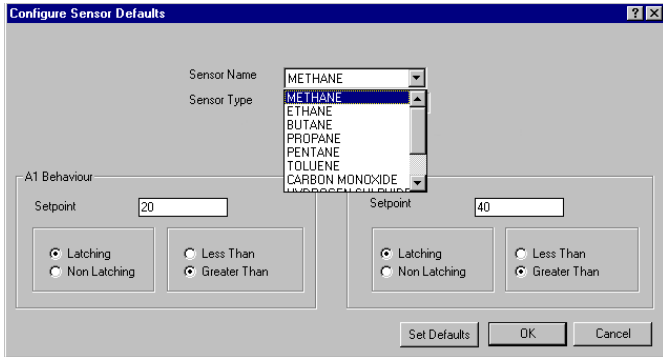 Configure Sensor Defaults
Sensor Name
METHANE
Sensor Type
METHANE
ETHANE
BUTANE
PROPANE
PENTANE
TOLUENE
CARBON MONOXIDE
HYDROGEN SULPHIDE
A1 Behaviour
Setpoint
20
Latching
Non Latching
Less Than
Greater Than
Setpoint
40
Latching
Non Latching
Less Than
Greater Than
Set Defaults
OK
Cancel